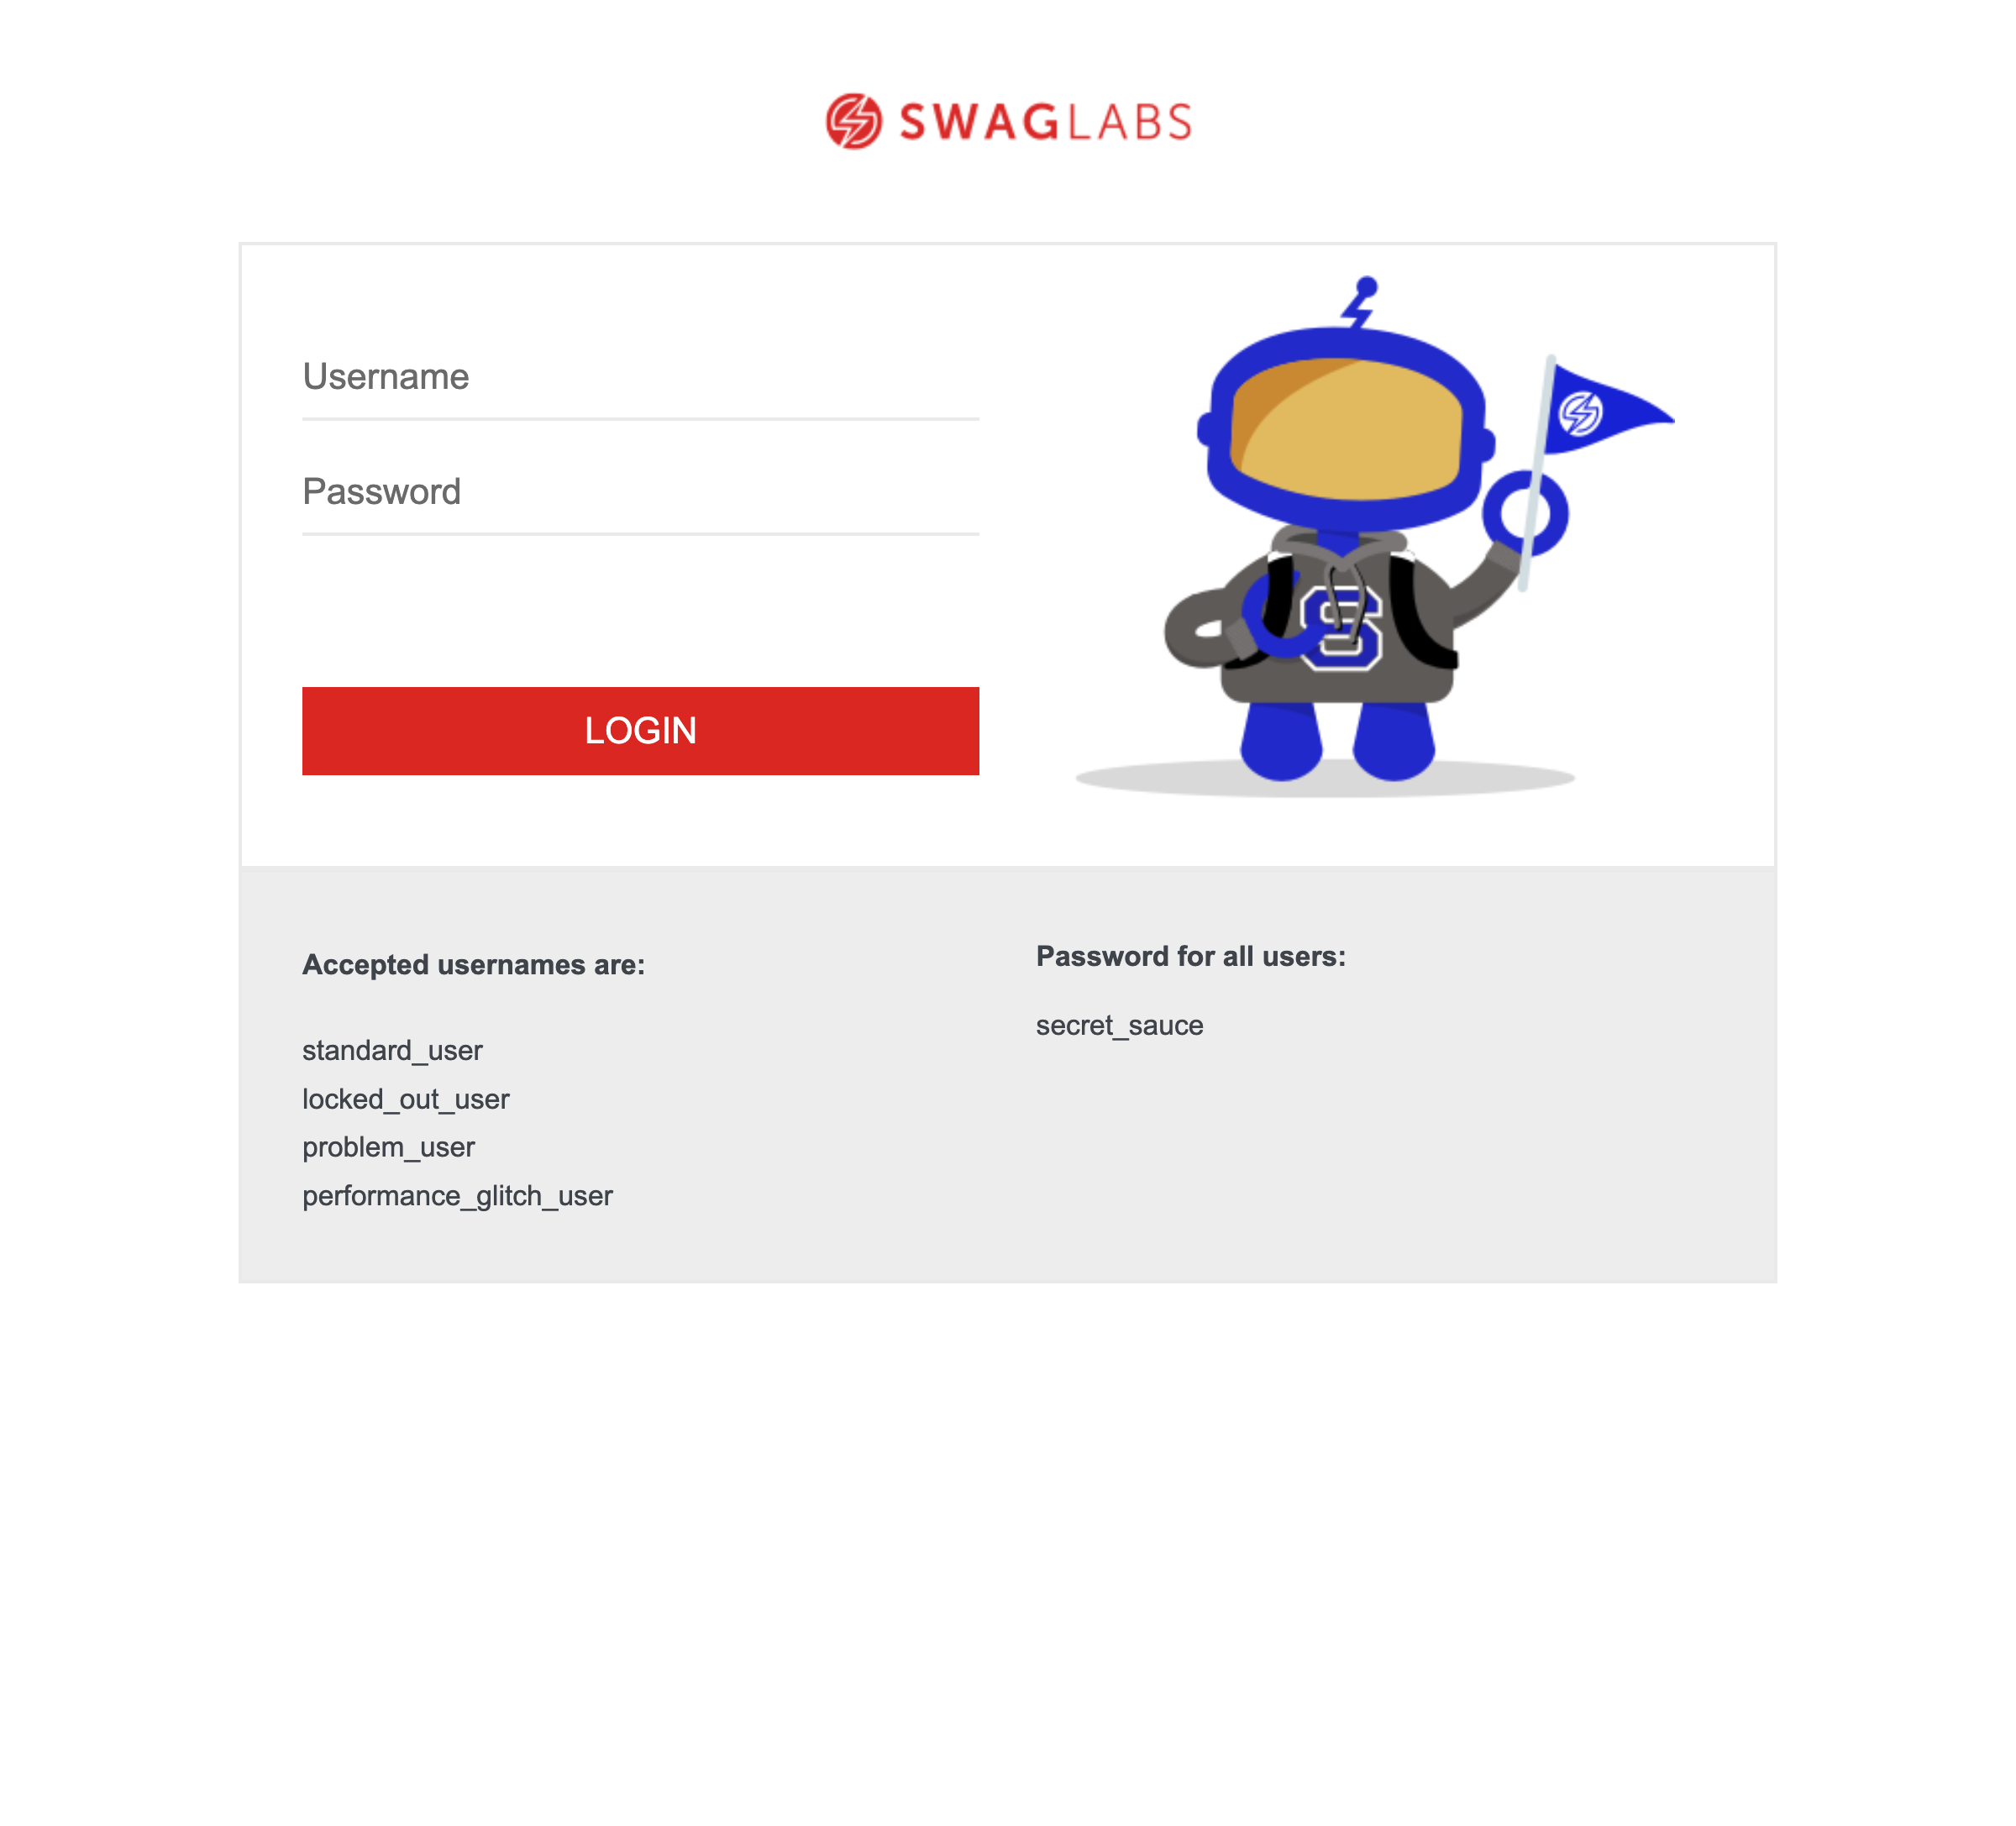 SWAGLABS
Username
Password
S
LOGIN
Accepted usernames are:
standard_user
locked_out_user
problem_user
performance_glitch_user
Password for all users:
secret_sauce